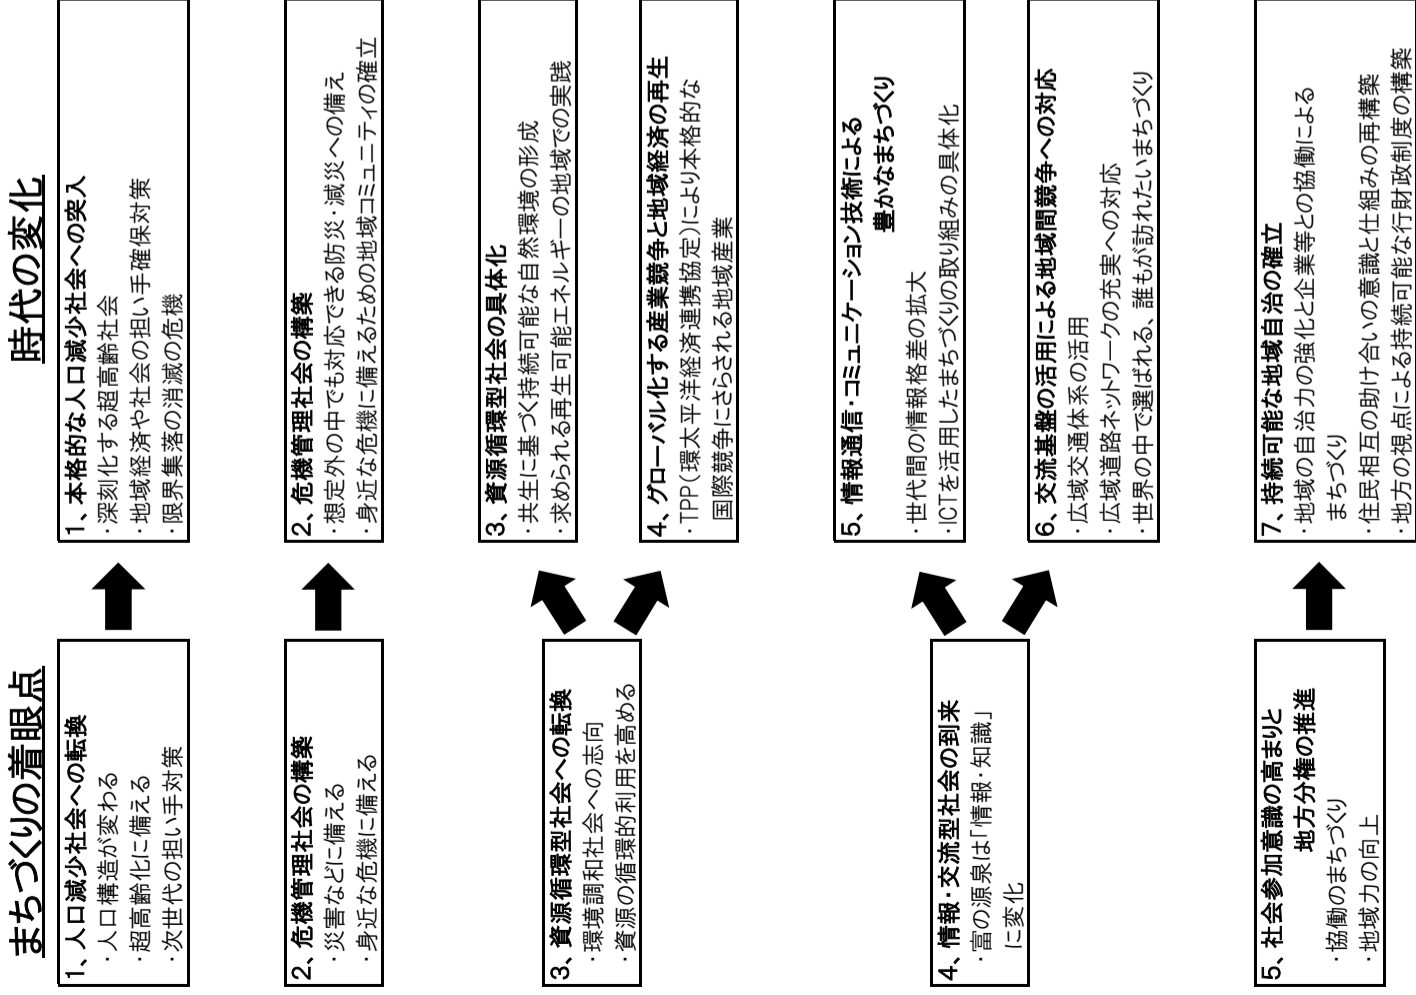 まちづくりの着眼点
1、人口減少社会への転換
・人口構造が変わる
・超高齢化に備える
・次世代の担い手対策
2、危機管理社会の構築
・災害などに備える
・身近な危機に備える
3、資源循環型社会への転換
・環境調和社会への志向
・資源の循環的利用を高める
4、情報・交流型社会の到来
・富の源泉は「情報・知識」
に変化
5、社会参加意識の高まりと
地方分権の推進
・協働のまちづくり
・地域力の向上
時代の変化
1、本格的な人口減少社会への突入
・深刻化する超高齢社会
・地域経済や社会の担い手確保対策
・限界集落の消滅の危機
2、危機管理社会の構築
・想定外の中でも対応できる防災・減災への備え
・身近な危機に備えるための地域コミュニティの確立
3、資源循環型社会の具体化
・共生に基づく持続可能な自然環境の形成
・求められる再生可能エネルギーの地域での実践
4、グローバル化する産業競争と地域経済の再生
・TPP(環太平洋経済連携協定)により本格的な
国際競争にさらされる地域産業
5、情報通信・コミュニケーション技術による
豊かなまちづくり
・世代間の情報格差の拡大
・ICTを活用したまちづくりの取り組みの具体化
6、交流基盤の活用による地域間競争への対応
・広域交通体系の活用
・広域道路ネットワークの充実への対応
・世界の中で選ばれる、誰もが訪れたいまちづくり
7、持続可能な地域自治の確立
・地域の自治力の強化と企業等との協働による
まちづくり
・住民相互の助け合いの意識と仕組みの再構築
・地方の視点による持続可能な行財政制度の構築